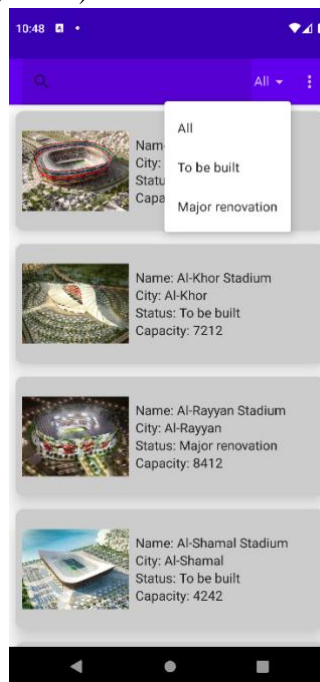 10:48
All
All
To be built
Major renovation
City:
Name: Al-Khor Stadium
City: Al-Khor
Status: To be built
Capacity: 7212
Name: Al-Rayyan Stadium
City: Al-Rayyan
Status: Major renovation
Capacity: 8412
Name: Al-Shamal Stadium
City: Al-Shamal
Status: To be built
Capacity: 4242